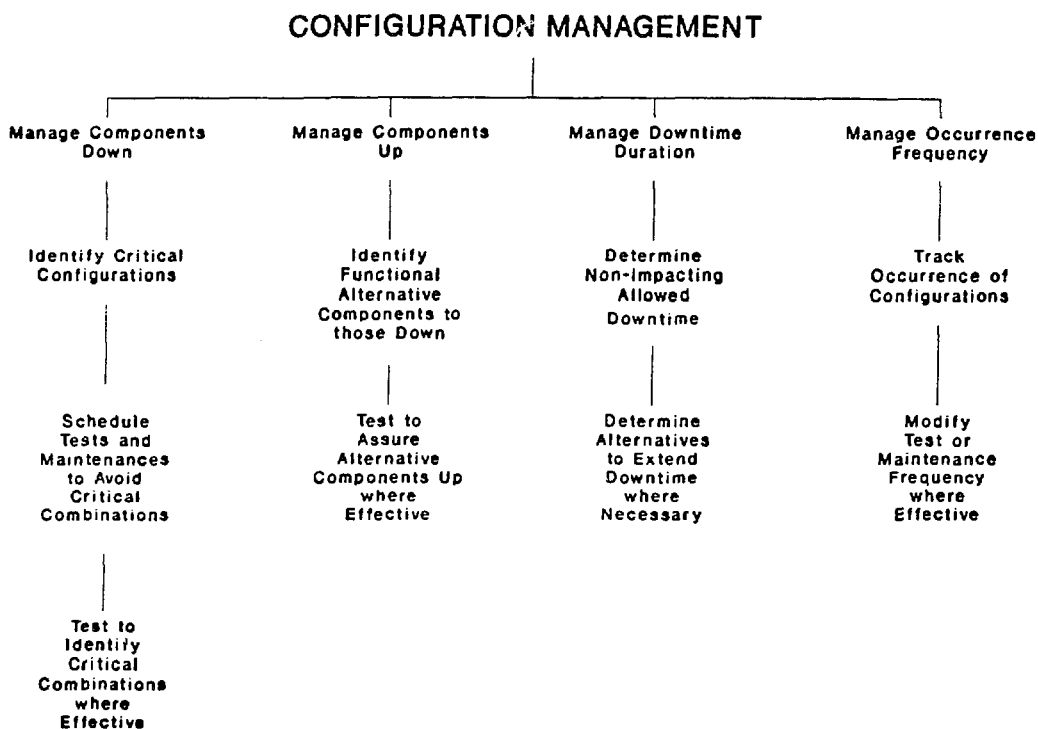 CONFIGURATION MANAGEMENT
Manage Components
Down
Manage Components
Up
Manage Downtime
Duration
Manage Occurrence
Frequency
Identify Critical
Configurations
Identify
Functional
Alternative
Components to
those Down
Determine
Non-Impacting
Allowed
Downtime
Track
Occurrence of
Configurations
Schedule
Tests and
Maintenances
to Avoid
Critical
Combinations
Test to
Assure
Alternative
Components Up
where
Effective
Determine
Alternatives
to Extend
Downtime
where
Necessary
Modify
Test or
Maintenance
Frequency
where
Effective
Test to
Identify
Critical
Combinations
where
Effective